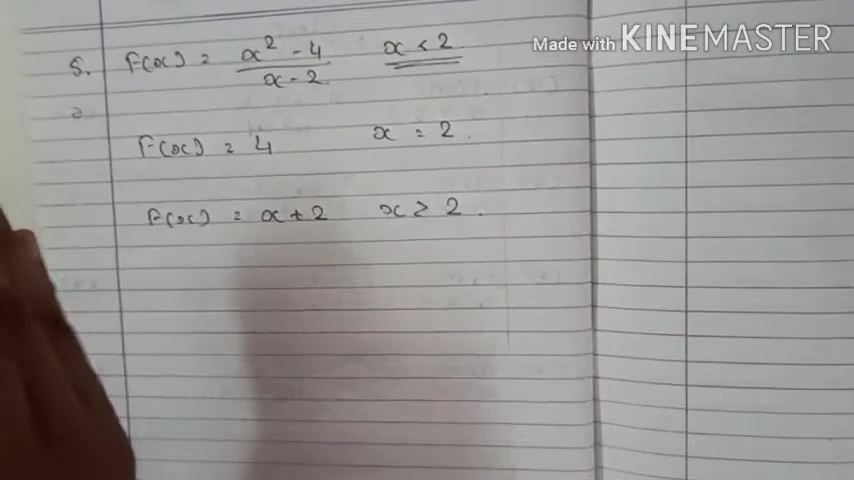 Made with KINEMASTER
5. F(x) = x² - 4 / x - 2 x < 2
F(x) = 4 x = 2.
F(x) = x + 2 x > 2.